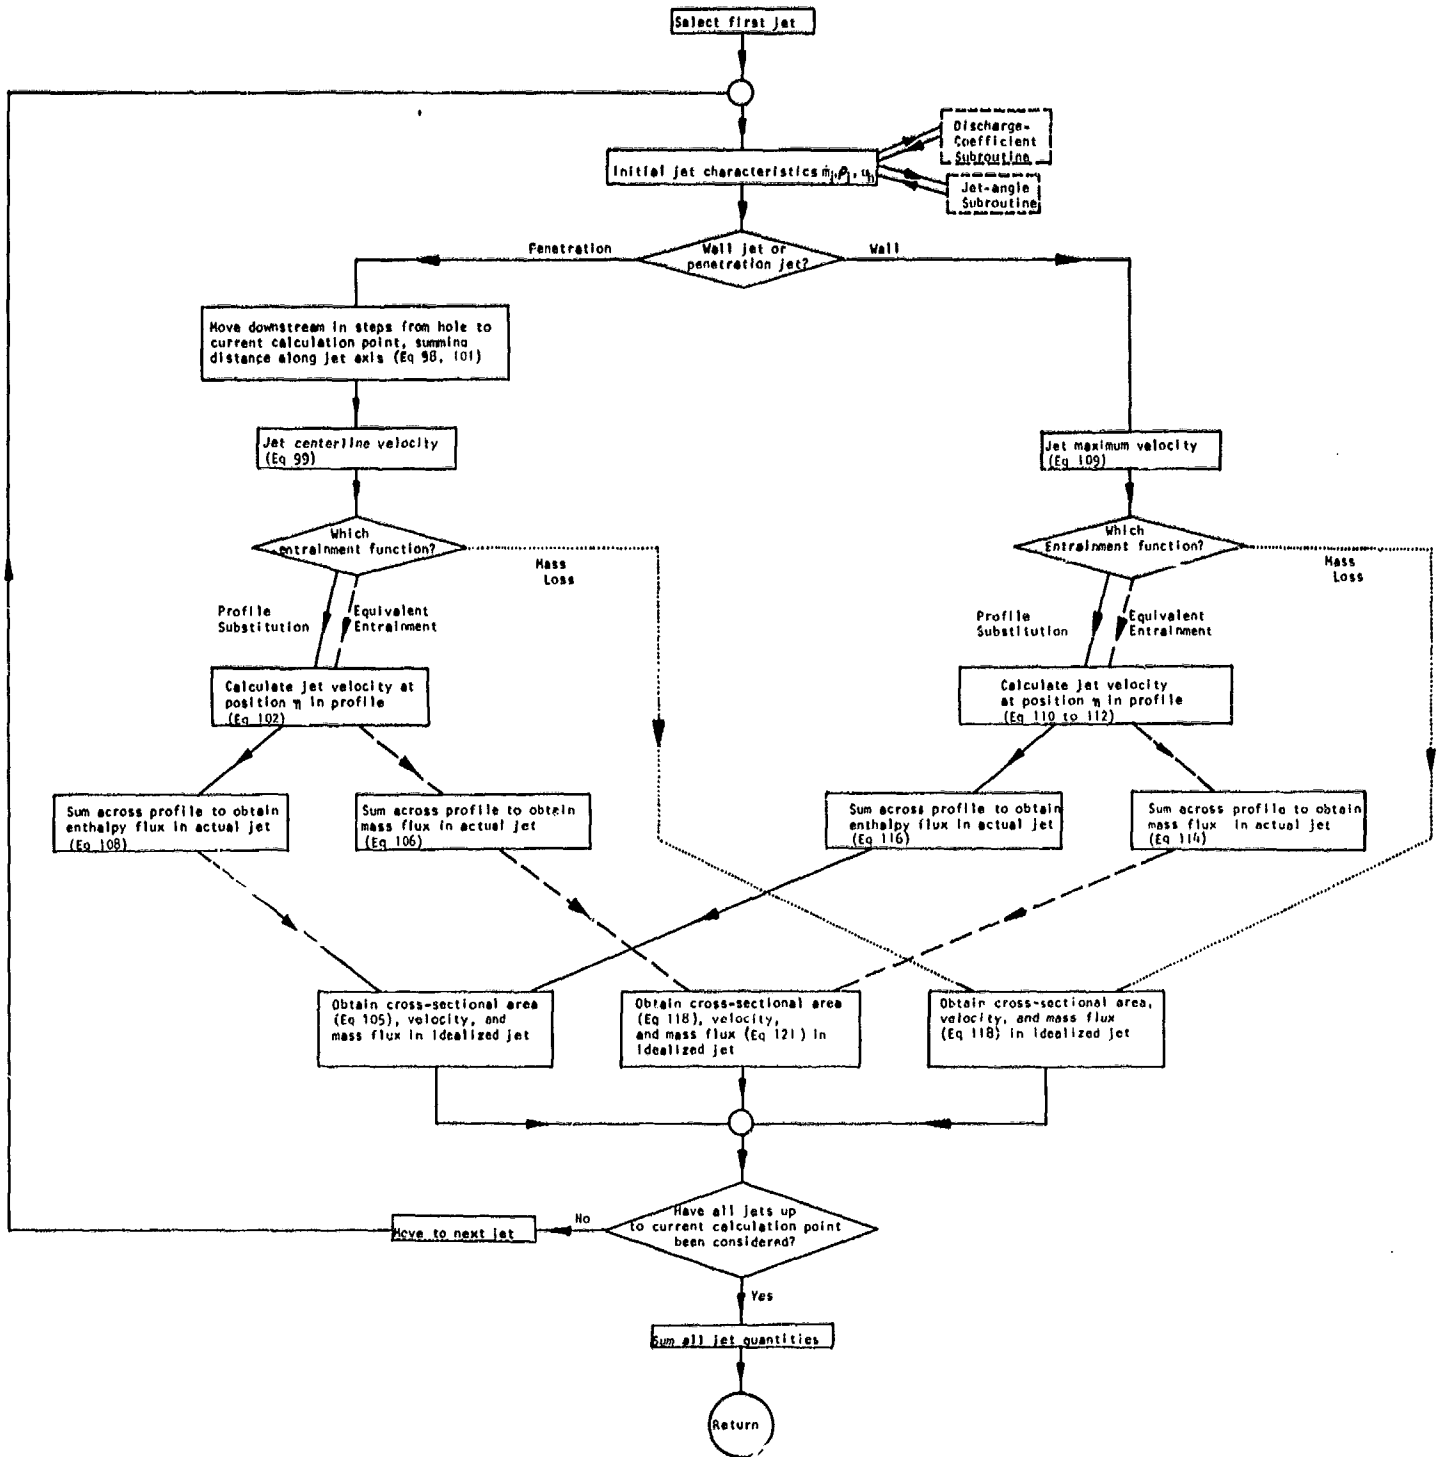 Select first jet
Discharge-
Coefficient
Subroutine
Initial jet characteristics ṁj, ρj, uh
Jet-angle
Subroutine
Penetration
Wall jet or
penetration jet?
Wall
Move downstream in steps from hole to
current calculation point, summing
distance along jet axis (Eq 98, 101)
Jet centerline velocity
(Eq 99)
Jet maximum velocity
(Eq 109)
Which
entrainment function?
Mass
Loss
Which
Entrainment function?
Mass
Loss
Profile
Substitution
Equivalent
Entrainment
Profile
Substitution
Equivalent
Entrainment
Calculate jet velocity at
position η in profile
(Eq 102)
Calculate jet velocity
at position η in profile
(Eq 110 to 112)
Sum across profile to obtain
enthalpy flux in actual jet
(Eq 108)
Sum across profile to obtain
mass flux in actual jet
(Eq 106)
Sum across profile to obtain
enthalpy flux in actual jet
(Eq 116)
Sum across profile to obtain
mass flux in actual jet
(Eq 114)
Obtain cross-sectional area
(Eq 105), velocity, and
mass flux in idealized jet
Obtain cross-sectional area
(Eq 118), velocity,
and mass flux (Eq 121) in
idealized jet
Obtain cross-sectional area,
velocity, and mass flux
(Eq 118) in idealized jet
Have all jets up
to current calculation point
been considered?
No
Move to next jet
Yes
Sum all jet quantities
Return